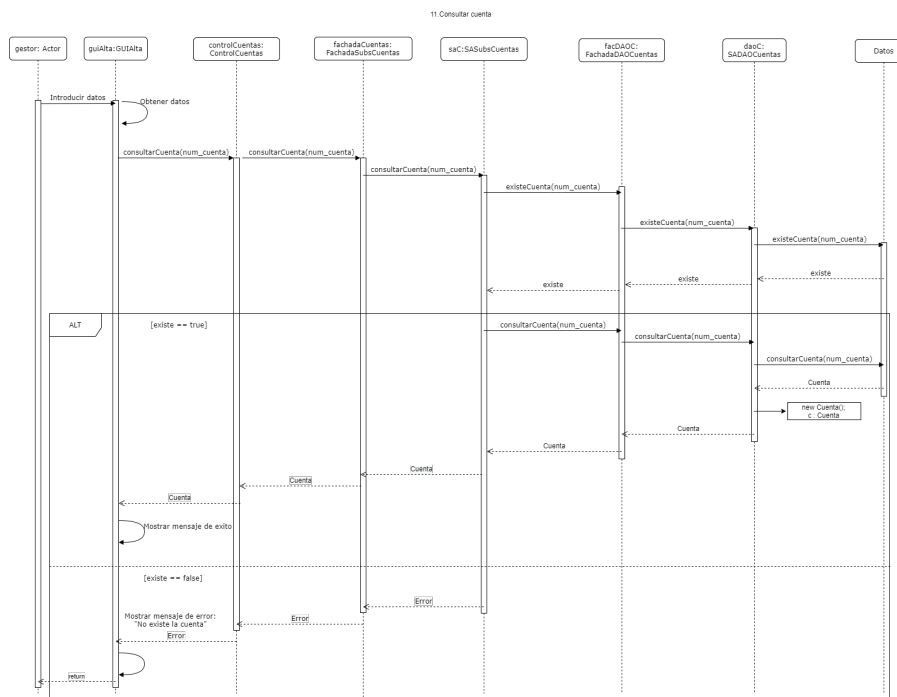 11.Consultar cuenta
gestor: Actor
guiAlta:GUIAlta
controlCuentas:
ControlCuentas
fachadaCuentas:
FachadaSubsCuentas
saC:SASubsCuentas
facDAOC:
FachadaDAOCuentas
daoC:
SADAOCuentas
Datos
Introducir datos
Obtener datos
consultarCuenta(num_cuenta)
consultarCuenta(num_cuenta)
consultarCuenta(num_cuenta)
existeCuenta(num_cuenta)
existeCuenta(num_cuenta)
existeCuenta(num_cuenta)
existe
existe
existe
ALT
[existe == true]
consultarCuenta(num_cuenta)
consultarCuenta(num_cuenta)
consultarCuenta(num_cuenta)
Cuenta
new Cuenta();
c : Cuenta
Cuenta
Cuenta
Cuenta
Cuenta
Cuenta
Mostrar mensaje de exito
[existe == false]
Error
Error
Mostrar mensaje de error:
"No existe la cuenta"
Error
return